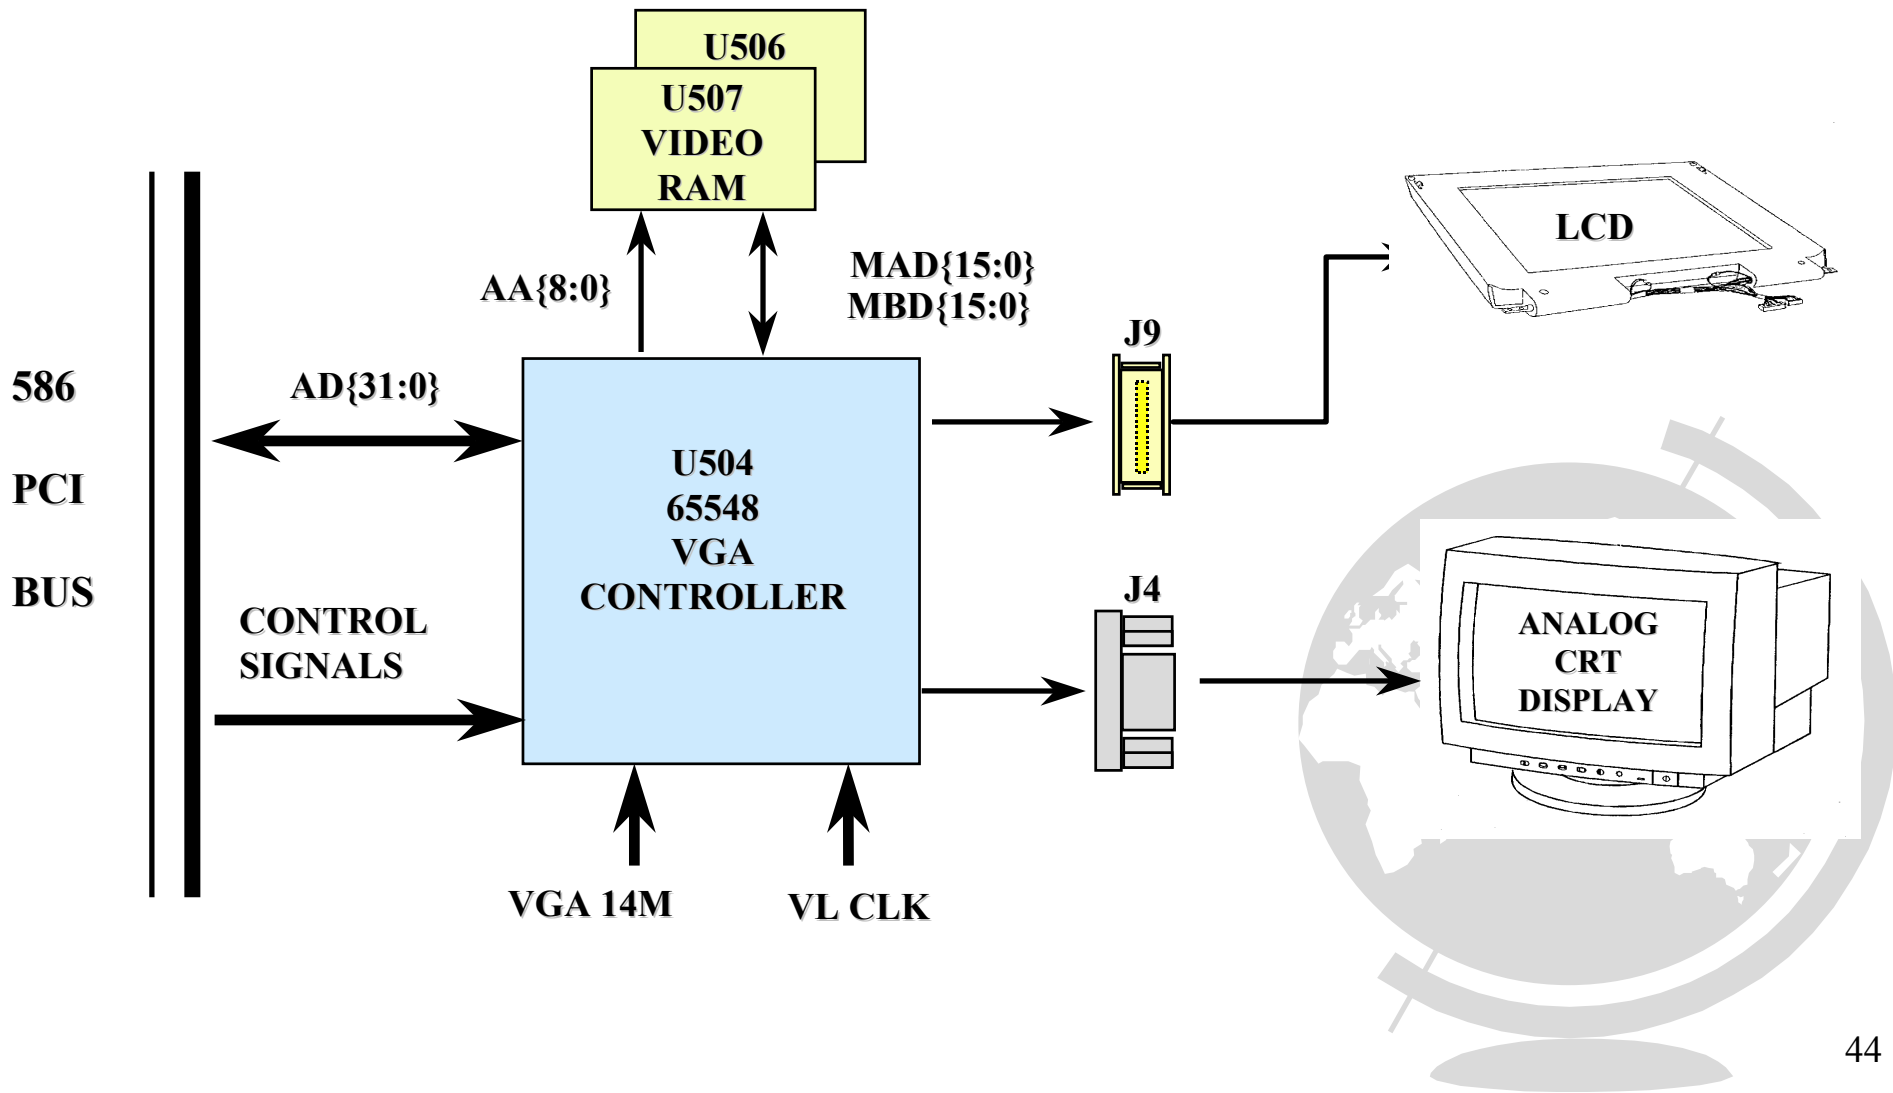 U506
U507
VIDEO
RAM
AA{8:0}
MAD{15:0}
MBD{15:0}
LCD
J9
586
PCI
BUS
AD{31:0}
U504
65548
VGA
CONTROLLER
CONTROL
SIGNALS
J4
ANALOG
CRT
DISPLAY
VGA 14M
VL CLK
44